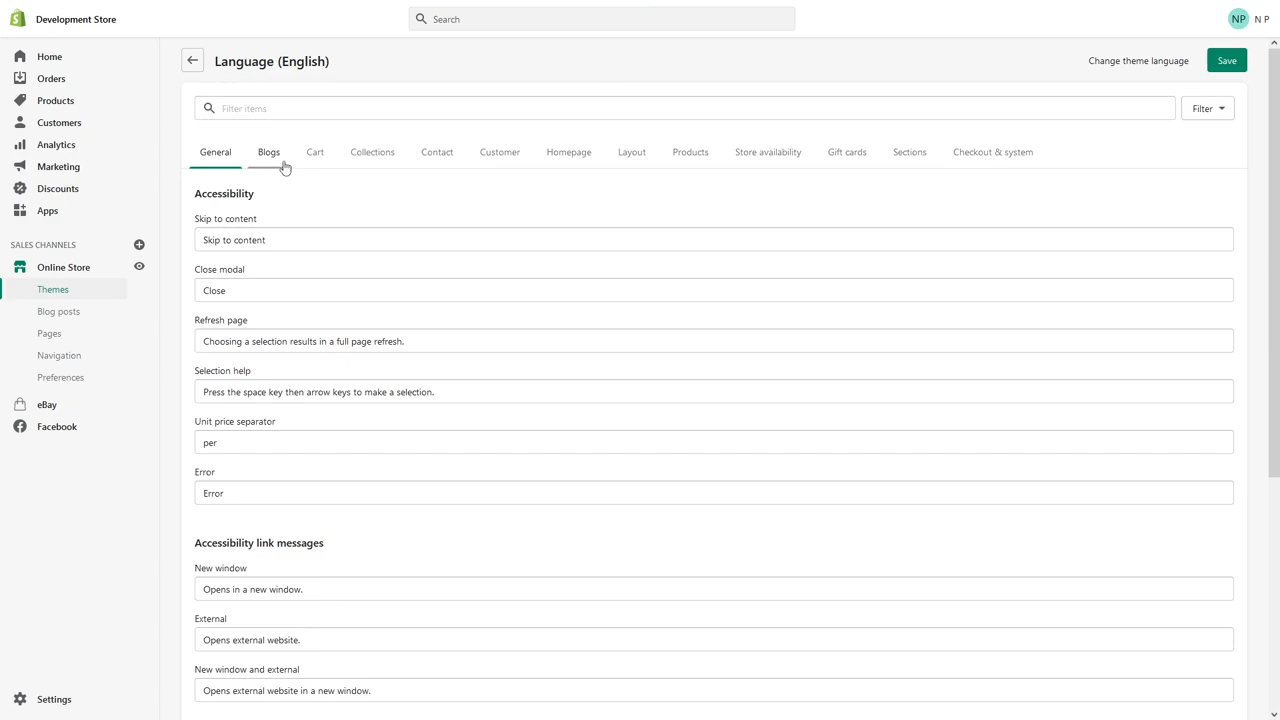 Development Store
Search
NP
N P
Home
Orders
Products
Customers
Analytics
Marketing
Discounts
Apps
SALES CHANNELS
Online Store
Themes
Blog posts
Pages
Navigation
Preferences
eBay
Facebook
Settings
Language (English)
Change theme language
Save
Filter items
Filter
General Blogs Cart Collections Contact Customer Homepage Layout Products Store availability Gift cards Sections Checkout & system
Accessibility
Skip to content
Skip to content
Close modal
Close
Refresh page
Choosing a selection results in a full page refresh.
Selection help
Press the space key then arrow keys to make a selection.
Unit price separator
per
Error
Error
Accessibility link messages
New window
Opens in a new window.
External
Opens external website.
New window and external
Opens external website in a new window.